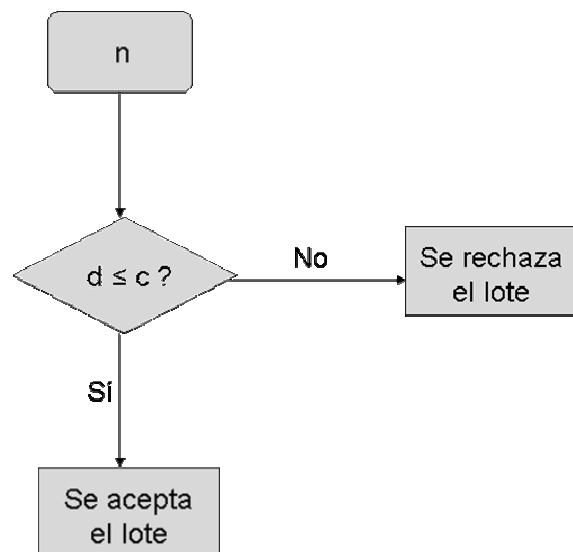 n
d ≤ c ?
No
Se rechaza
el lote
Sí
Se acepta
el lote